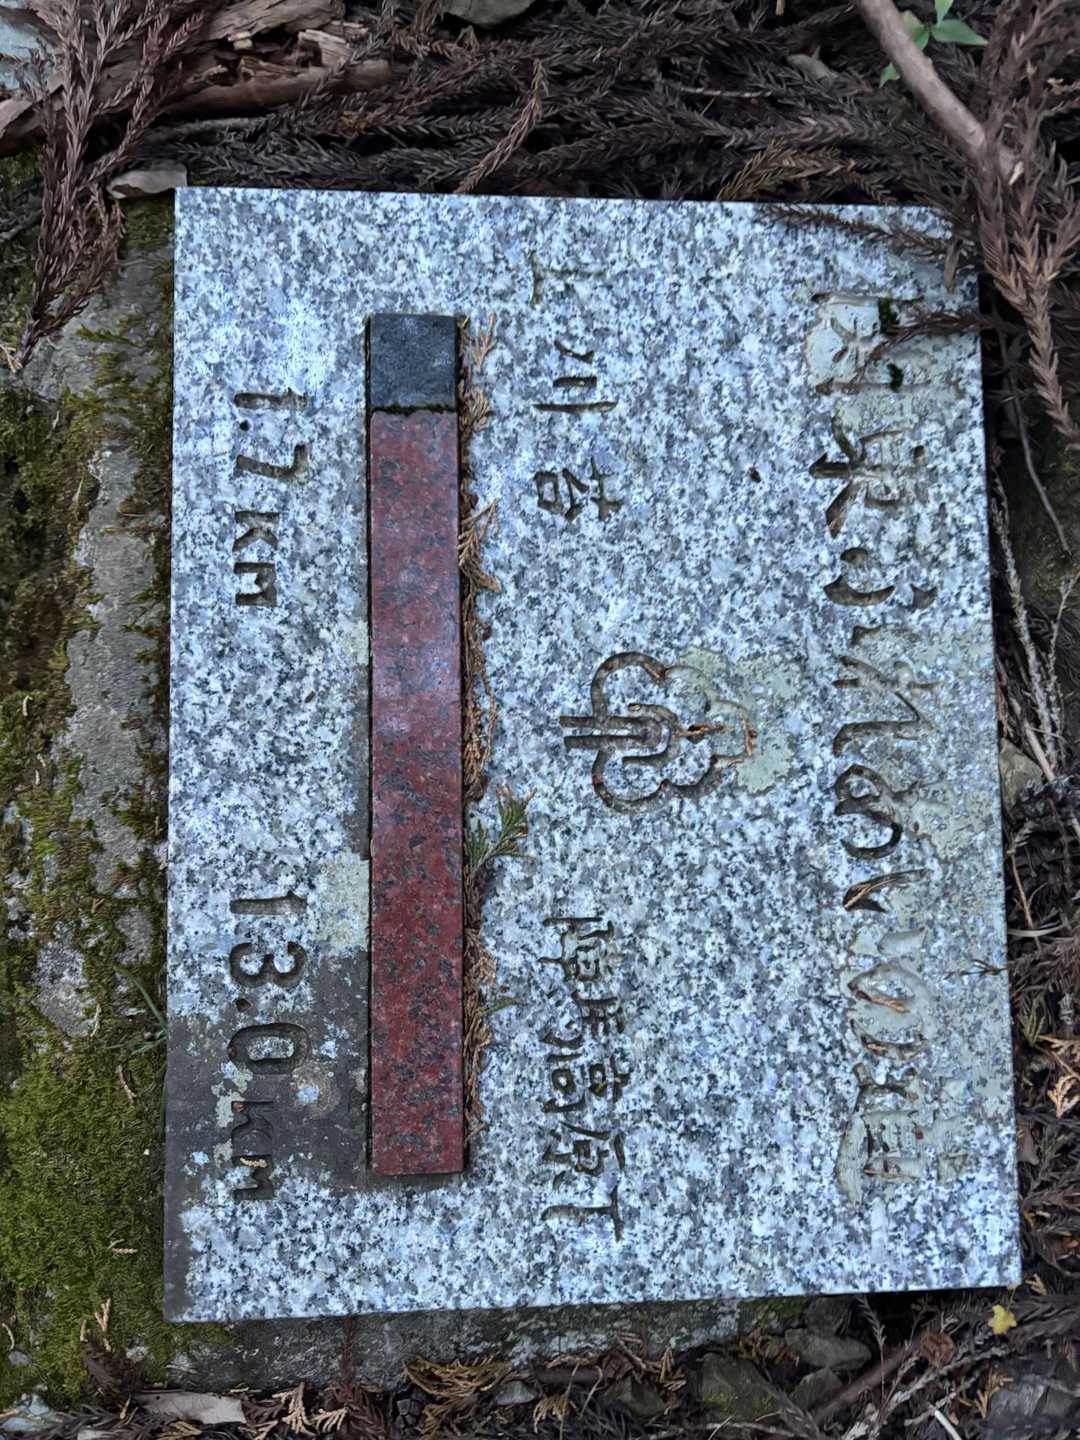 関東ふれあいの道
上川苔 陣馬高原下
1.7km 13.0km